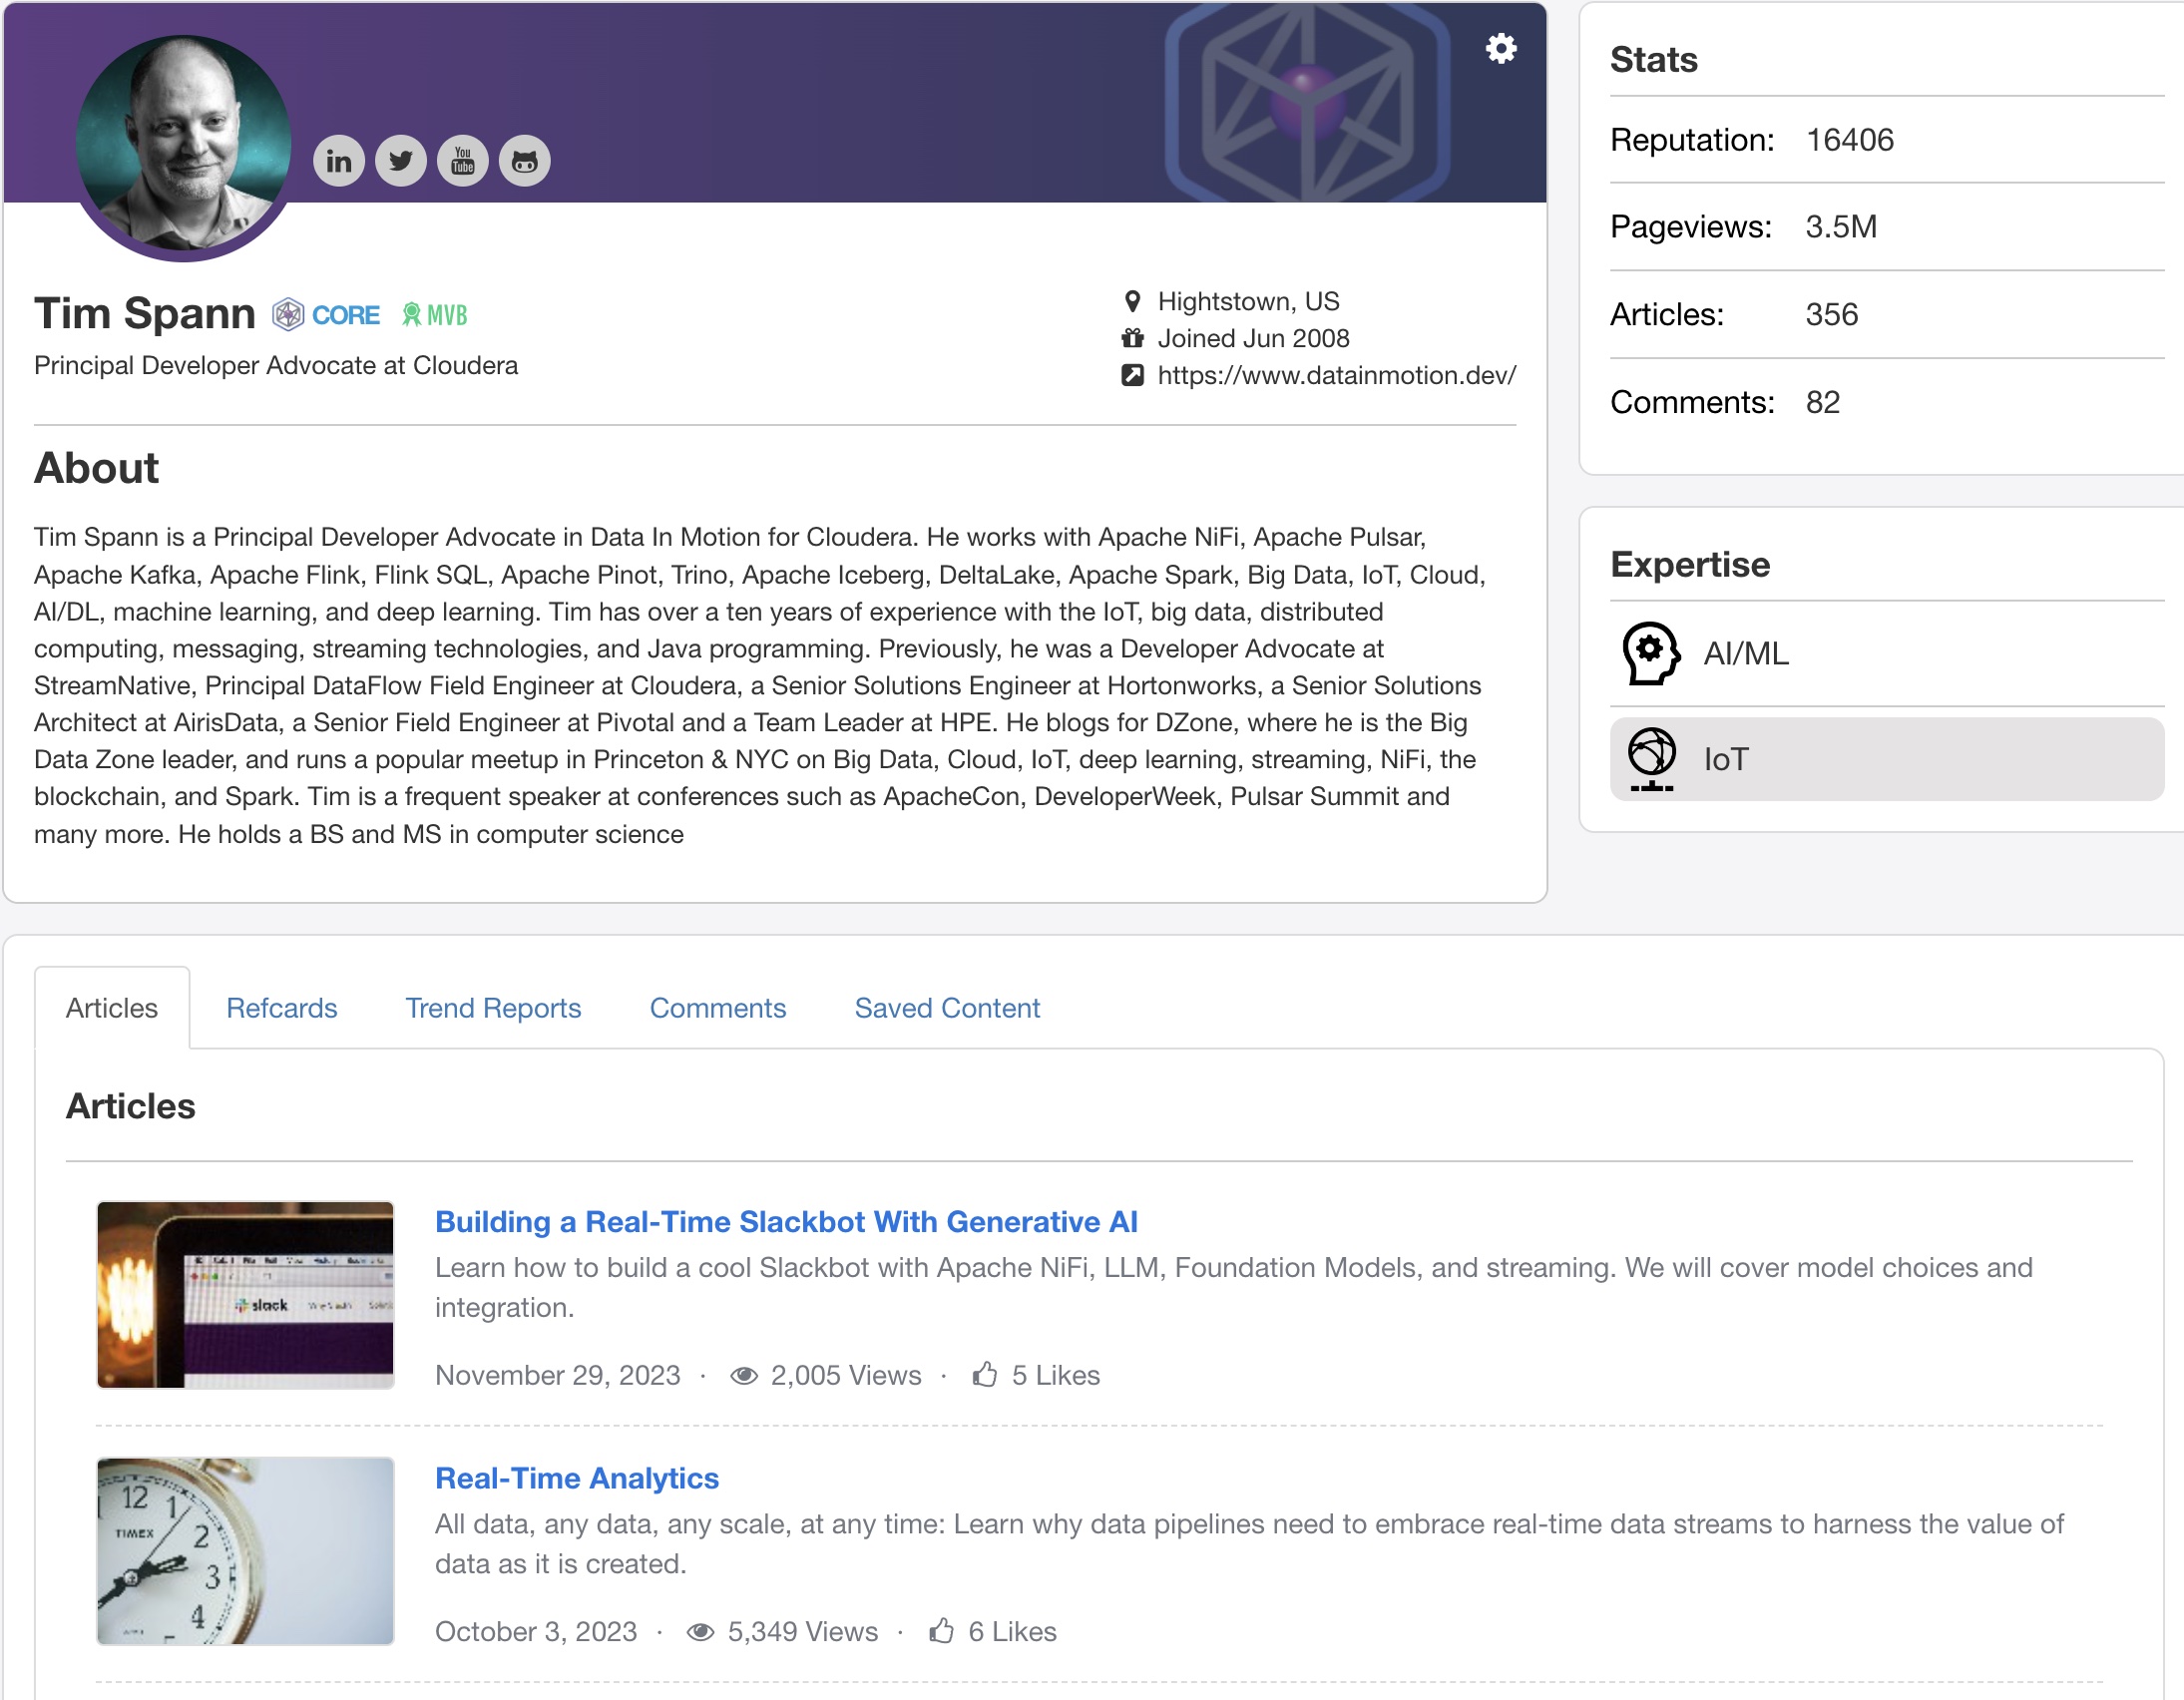 You
Tube
Tim Spann CORE MVB
Principal Developer Advocate at Cloudera
Hightstown, US
Joined Jun 2008
https://www.datainmotion.dev/
About
Tim Spann is a Principal Developer Advocate in Data In Motion for Cloudera. He works with Apache NiFi, Apache Pulsar,
Apache Kafka, Apache Flink, Flink SQL, Apache Pinot, Trino, Apache Iceberg, DeltaLake, Apache Spark, Big Data, IoT, Cloud,
AI/DL, machine learning, and deep learning. Tim has over a ten years of experience with the IoT, big data, distributed
computing, messaging, streaming technologies, and Java programming. Previously, he was a Developer Advocate at
StreamNative, Principal DataFlow Field Engineer at Cloudera, a Senior Solutions Engineer at Hortonworks, a Senior Solutions
Architect at AirisData, a Senior Field Engineer at Pivotal and a Team Leader at HPE. He blogs for DZone, where he is the Big
Data Zone leader, and runs a popular meetup in Princeton & NYC on Big Data, Cloud, IoT, deep learning, streaming, NiFi, the
blockchain, and Spark. Tim is a frequent speaker at conferences such as ApacheCon, DeveloperWeek, Pulsar Summit and
many more. He holds a BS and MS in computer science
Stats
Reputation: 16406
Pageviews: 3.5M
Articles: 356
Comments: 82
Expertise
AI/ML
IoT
Articles Refcards Trend Reports Comments Saved Content
Articles
slack
Building a Real-Time Slackbot With Generative AI
Learn how to build a cool Slackbot with Apache NiFi, LLM, Foundation Models, and streaming. We will cover model choices and
integration.
November 29, 2023 · 2,005 Views · 5 Likes
12
1
TIMEX
2
3
4
Real-Time Analytics
All data, any data, any scale, at any time: Learn why data pipelines need to embrace real-time data streams to harness the value of
data as it is created.
October 3, 2023 · 5,349 Views · 6 Likes